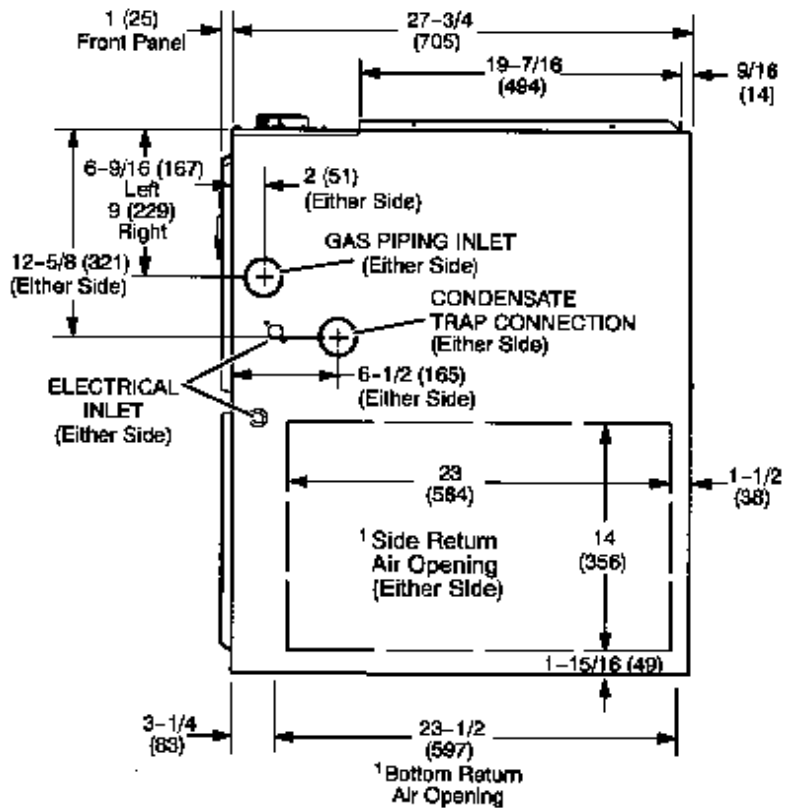 1 (25)
Front Panel
27-3/4
(705)
19-7/16
(494)
9/16
(14)
6-9/16 (167)
Left
9 (229)
Right
2 (51)
(Either Side)
12-5/8 (321)
(Either Side)
GAS PIPING INLET
(Either Side)
CONDENSATE
TRAP CONNECTION
(Either Side)
6-1/2 (165)
(Either Side)
ELECTRICAL
INLET
(Either Side)
23
(584)
1-1/2
(38)
1 Side Return
Air Opening
(Either Side)
14
(356)
1-15/16 (49)
3-1/4
(83)
23-1/2
(597)
1 Bottom Return
Air Opening